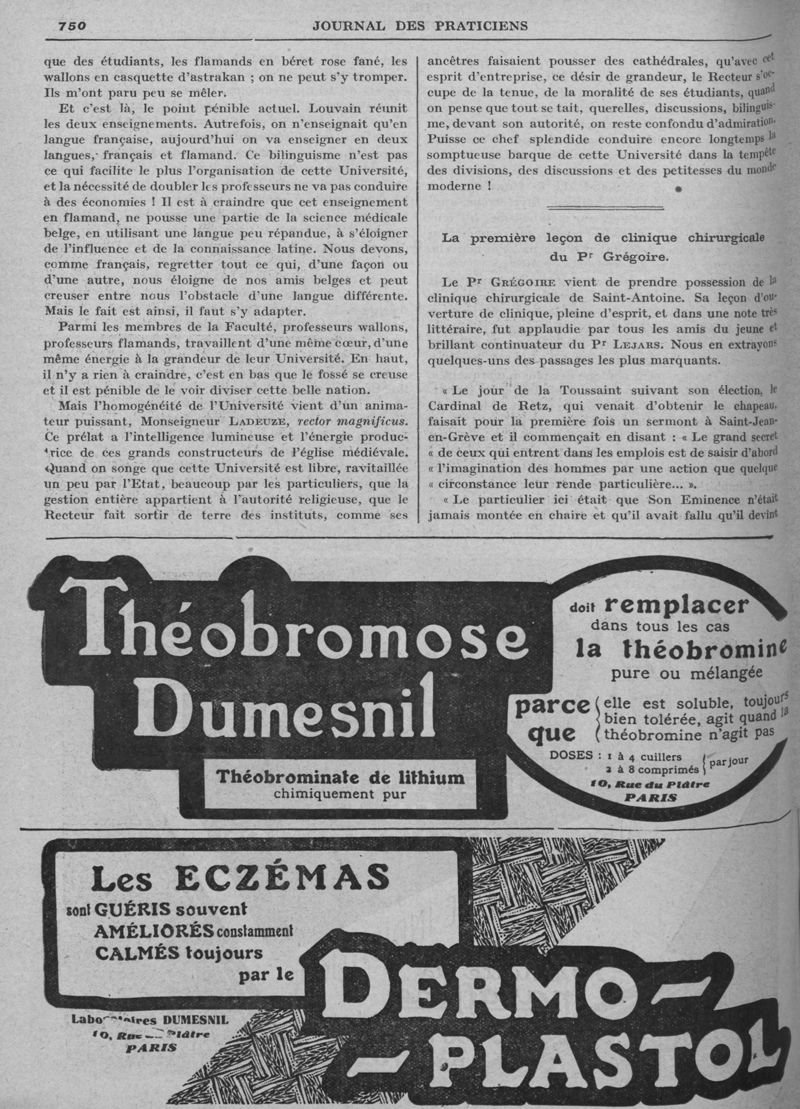 750
JOURNAL DES PRATICIENS
que des étudiants, les flamands en béret rose fané, les
wallons en casquette d'astrakan ; on ne peut s'y tromper.
Ils m'ont paru peu se mêler.
Et c'est là, le point pénible actuel. Louvain réunit
les deux enseignements. Autrefois, on n'enseignait qu'en
langue française, aujourd'hui on va enseigner en deux
langues, français et flamand. Ce bilinguisme n'est pas
ce qui facilite le plus l'organisation de cette Université,
et la nécessité de doubler les professeurs ne va pas conduire
à des économies ! Il est à craindre que cet enseignement
en flamand, ne pousse une partie de la science médicale
belge, en utilisant une langue peu répandue, à s'éloigner
de l'influence et de la connaissance latine. Nous devons,
comme français, regretter tout ce qui, d'une façon ou
d'une autre, nous éloigne de nos amis belges et peut
creuser entre nous l'obstacle d'une langue différente.
Mais le fait est ainsi, il faut s'y adapter.
Parmi les membres de la Faculté, professeurs wallons,
professeurs flamands, travaillent d'une même cœur, d'une
même énergie à la grandeur de leur Université. En haut,
il n'y a rien à craindre, c'est en bas que le fossé se creuse
et il est pénible de le voir diviser cette belle nation.
Mais l'homogénéité de l'Université vient d'un anima-
teur puissant, Monseigneur LADEUZE, rector magnificus.
Ce prélat a l'intelligence lumineuse et l'énergie produc-
trice de ces grands constructeurs de l'église médiévale.
Quand on songe que cette Université est libre, ravitaillée
un peu par l'Etat, beaucoup par les particuliers, que la
gestion entière appartient à l'autorité religieuse, que le
Recteur fait sortir de terre des instituts, comme ses
ancêtres faisaient pousser des cathédrales, qu'avec cet
esprit d'entreprise, ce désir de grandeur, le Recteur s'oc-
cupe de la tenue, de la moralité de ses étudiants, quand
on pense que tout se tait, querelles, discussions, bilinguis-
me, devant son autorité, on reste confondu d'admiration.
Puisse ce chef splendide conduire encore longtemps la
somptueuse barque de cette Université dans la tempête
des divisions, des discussions et des petitesses du monde
moderne !
La première leçon de clinique chirurgicale
du Pr Grégoire.
Le Pr GRÉGOIRE vient de prendre possession de la
clinique chirurgicale de Saint-Antoine. Sa leçon d'ou-
verture de clinique, pleine d'esprit, et dans une note très
littéraire, fut applaudie par tous les amis du jeune et
brillant continuateur du Pr LEJARS. Nous en extrayons
quelques-uns des passages les plus marquants.
« Le jour de la Toussaint suivant son élection, le
Cardinal de Retz, qui venait d'obtenir le chapeau,
faisait pour la première fois un sermont à Saint-Jean-
en-Grève et il commençait en disant : « Le grand secret
« de ceux qui entrent dans les emplois est de saisir d'abord
« l'imagination des hommes par une action que quelque
« circonstance leur rende particulière... ».
« Le particulier ici était que Son Eminence n'était
jamais montée en chaire et qu'il avait fallu qu'il devint
Théobromose
Dumesnil
Théobrominate de lithium
chimiquement pur
doit remplacer
dans tous les cas
la théobromine
pure ou mélangée
parce que
elle est soluble, toujours
bien tolérée, agit quand la
théobromine n'agit pas
DOSES : 1 à 4 cuillers
2 à 8 comprimés
par jour
10, Rue du Plâtre
PARIS
Les ECZÉMAS
sont GUÉRIS souvent
AMÉLIORÉS constamment
CALMÉS toujours
par le
DERMO-
-PLASTOL
Laboratoires DUMESNIL
10, Rue du Plâtre
PARIS